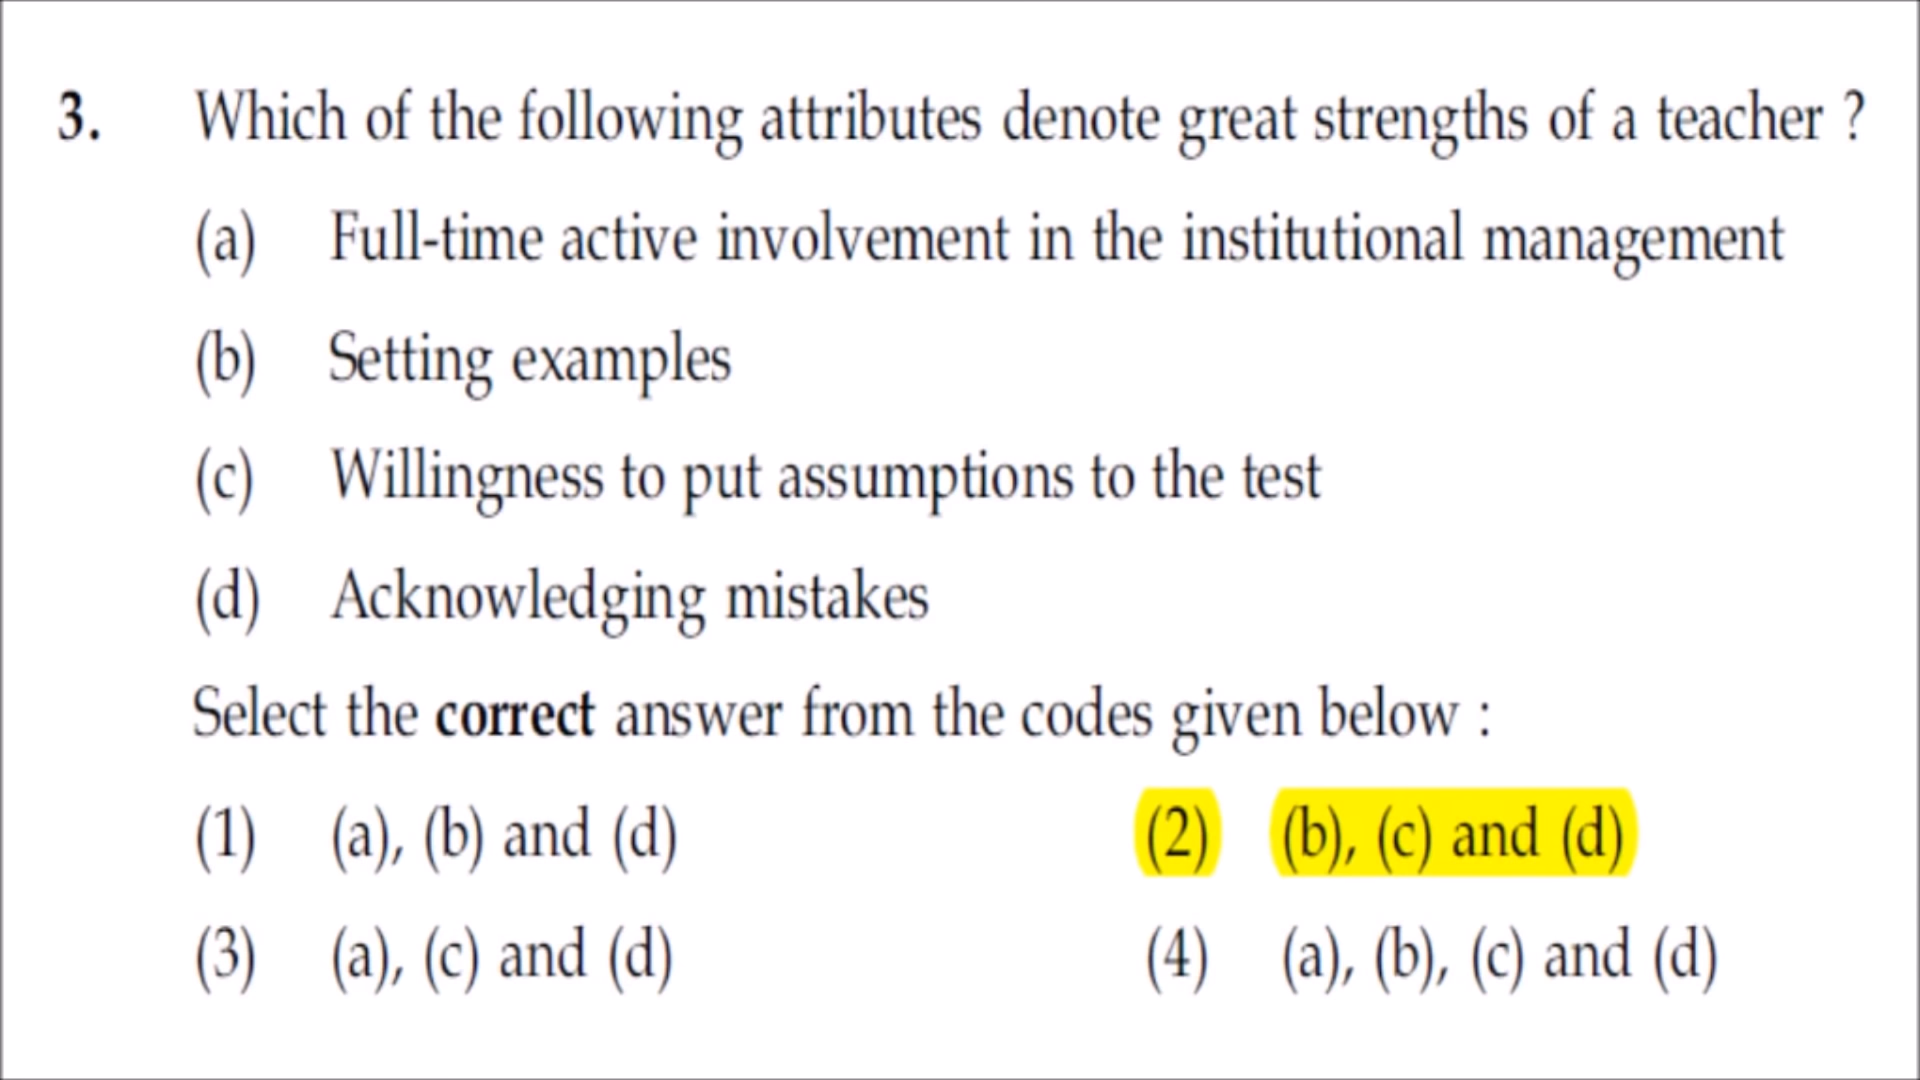 3. Which of the following attributes denote great strengths of a teacher ?
(a) Full-time active involvement in the institutional management
(b) Setting examples
(c) Willingness to put assumptions to the test
(d) Acknowledging mistakes
Select the correct answer from the codes given below :
(1) (a), (b) and (d) (2) (b), (c) and (d)
(3) (a), (c) and (d) (4) (a), (b), (c) and (d)